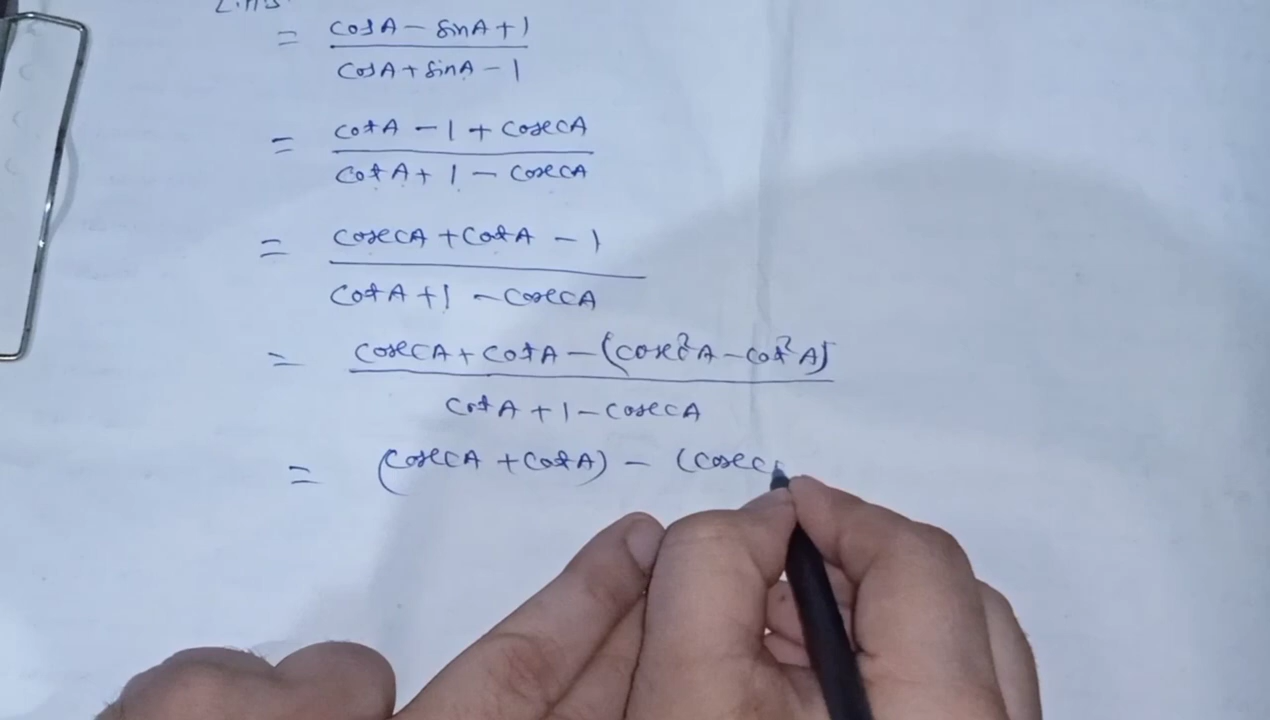 L.H.S
= cosA - sinA + 1
cosA + sinA - 1
= cotA - 1 + cosecA
cotA + 1 - cosecA
= cosecA + cotA - 1
cotA + 1 - cosecA
= cosecA + cotA - (cosec²A - cot²A)
cotA + 1 - cosecA
= (cosecA + cotA) - (cosec